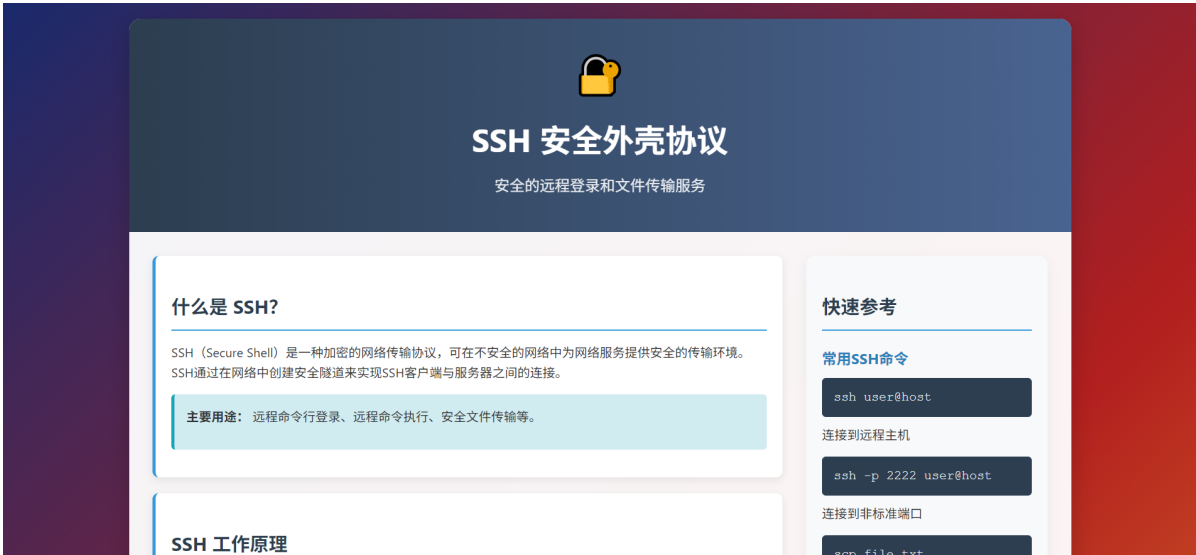 SSH 安全外壳协议
安全的远程登录和文件传输服务
什么是 SSH?
SSH（Secure Shell）是一种加密的网络传输协议，可在不安全的网络中为网络服务提供安全的传输环境。
SSH通过在网络中创建安全隧道来实现SSH客户端与服务器之间的连接。
主要用途： 远程命令行登录、远程命令执行、安全文件传输等。
SSH 工作原理
快速参考
常用SSH命令
ssh user@host
连接到远程主机
ssh -p 2222 user@host
连接到非标准端口
scp file.txt